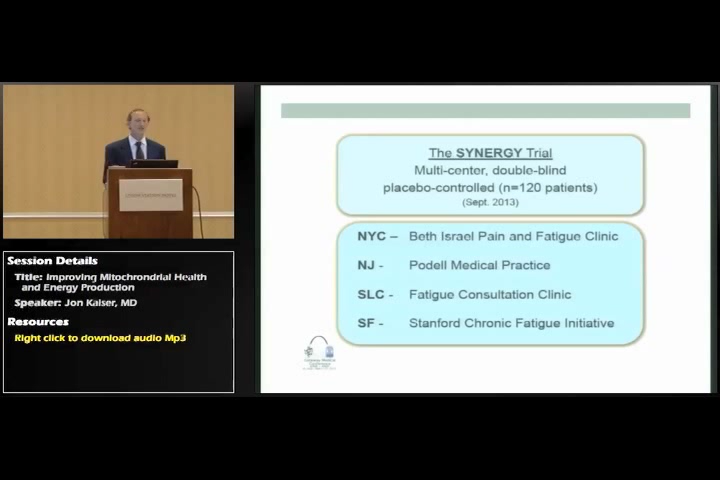 The SYNERGY Trial
Multi-center, double-blind
placebo-controlled (n=120 patients)
(Sept. 2013)
NYC – Beth Israel Pain and Fatigue Clinic
NJ - Podell Medical Practice
SLC - Fatigue Consultation Clinic
SF - Stanford Chronic Fatigue Initiative
Session Details
Title: Improving Mitochrondrial Health
and Energy Production
Speaker: Jon Kaiser, MD
Resources
Right click to download audio Mp3